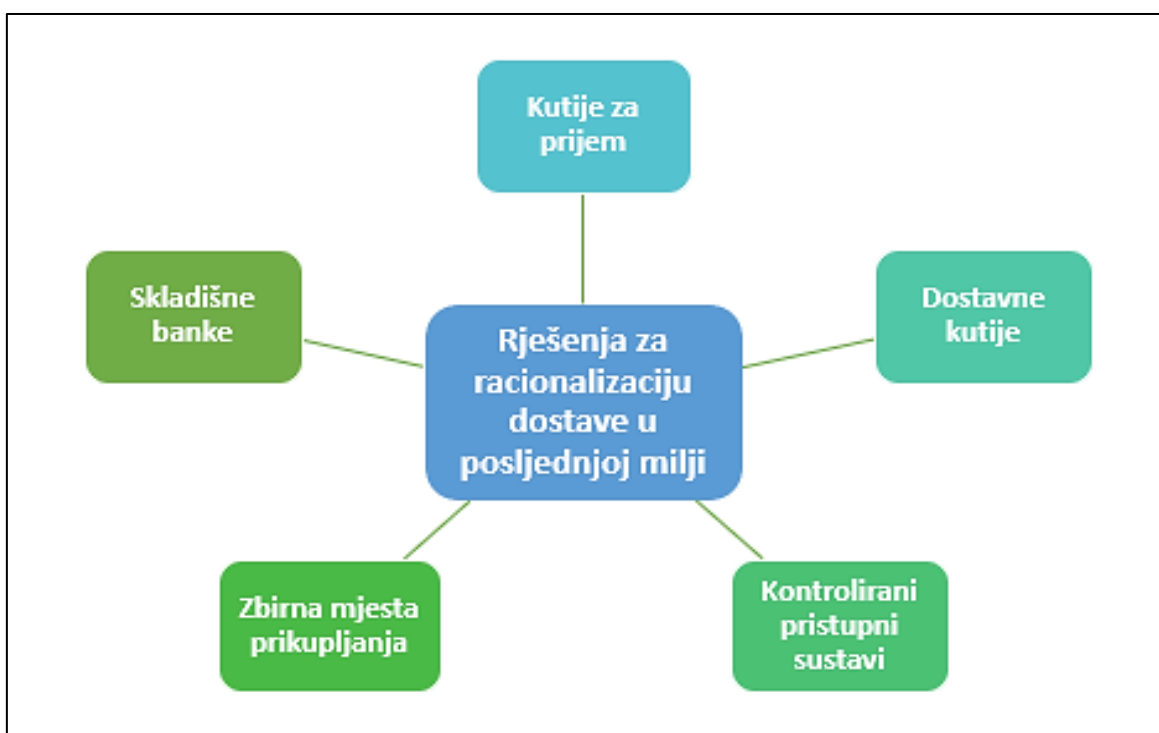 Kutije za
prijem
Skladišne
banke
Dostavne
kutije
Rješenja za
racionalizaciju
dostave u
posljednjoj milji
Zbirna mjesta
prikupljanja
Kontrolirani
pristupni
sustavi